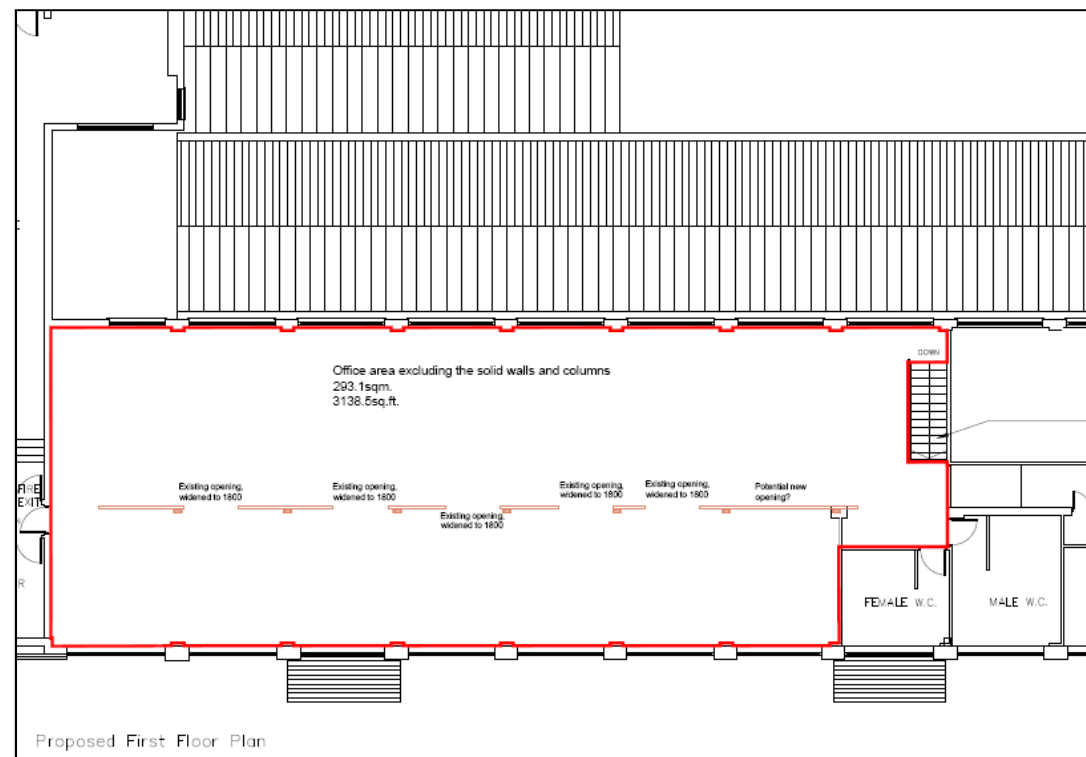 DOWN
Office area excluding the solid walls and columns
293.1sqm.
3138.5sq.ft.
Existing opening,
widened to 1800
Existing opening,
widened to 1800
Existing opening,
widened to 1800
Existing opening,
widened to 1800
Existing opening,
widened to 1800
Potential new
opening?
FIRE
EXIT
R
FEMALE W.C.
MALE W.C.
Proposed First Floor Plan